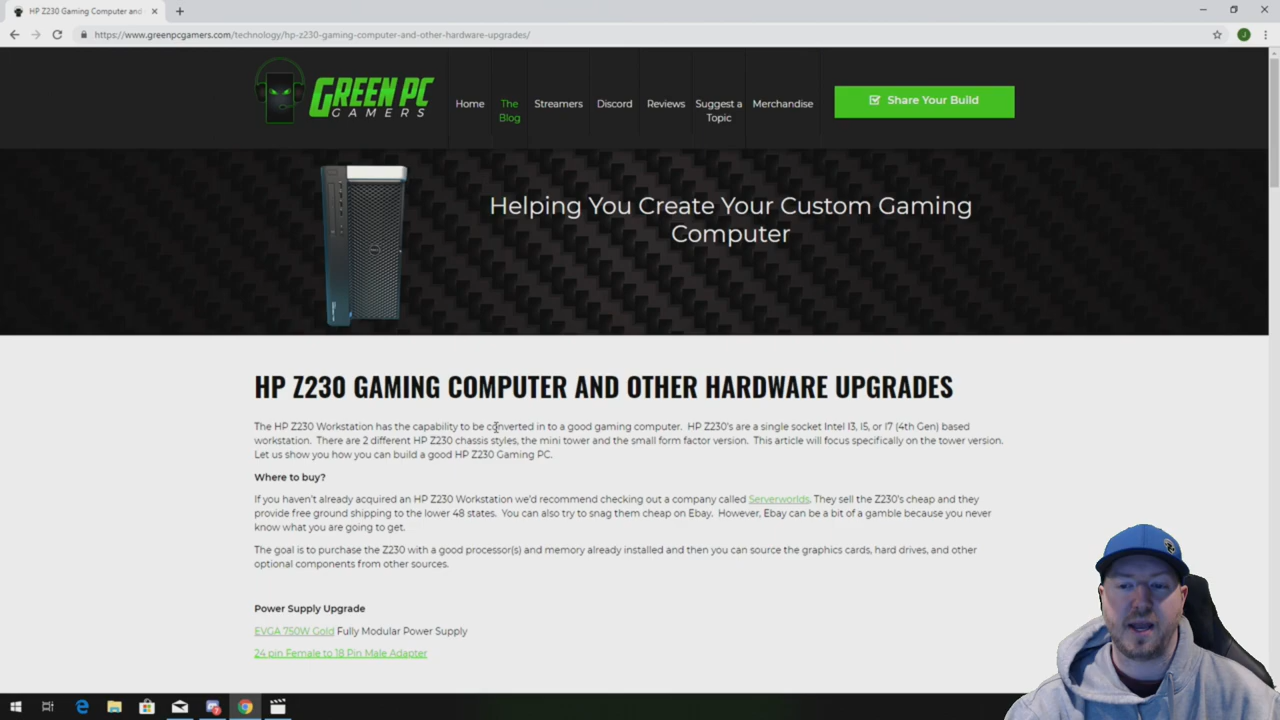 HP Z230 Gaming Computer and
https://www.greenpcgamers.com/technology/hp-z230-gaming-computer-and-other-hardware-upgrades/
J
GREEN PC
GAMERS
Home
The
Blog
Streamers
Discord
Reviews
Suggest a
Topic
Merchandise
Share Your Build
Helping You Create Your Custom Gaming
Computer
HP Z230 GAMING COMPUTER AND OTHER HARDWARE UPGRADES
The HP Z230 Workstation has the capability to be converted in to a good gaming computer. HP Z230's are a single socket Intel I3, I5, or I7 (4th Gen) based
workstation. There are 2 different HP Z230 chassis styles, the mini tower and the small form factor version. This article will focus specifically on the tower version.
Let us show you how you can build a good HP Z230 Gaming PC.
Where to buy?
If you haven't already acquired an HP Z230 Workstation we'd recommend checking out a company called Serverworlds. They sell the Z230's cheap and they
provide free ground shipping to the lower 48 states. You can also try to snag them cheap on Ebay. However, Ebay can be a bit of a gamble because you never
know what you are going to get.
The goal is to purchase the Z230 with a good processor(s) and memory already installed and then you can source the graphics cards, hard drives, and other
optional components from other sources.
Power Supply Upgrade
EVGA 750W Gold Fully Modular Power Supply
24 pin Female to 18 Pin Male Adapter